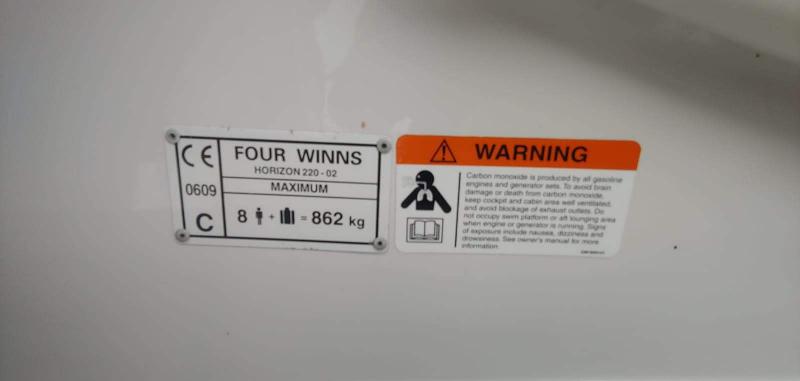 CE
0609
C
FOUR WINNS
HORIZON 220 - 02
MAXIMUM
8 + = 862 kg
WARNING
Carbon monoxide is produced by all gasoline
engines and generator sets. To avoid brain
damage or death from carbon monoxide,
keep cockpit and cabin area well ventilated,
and avoid blockage of exhaust outlets. Do
not occupy swim platform or aft lounging area
when engine or generator is running. Signs
of exposure include nausea, dizziness and
drowsiness. See owner's manual for more
information.